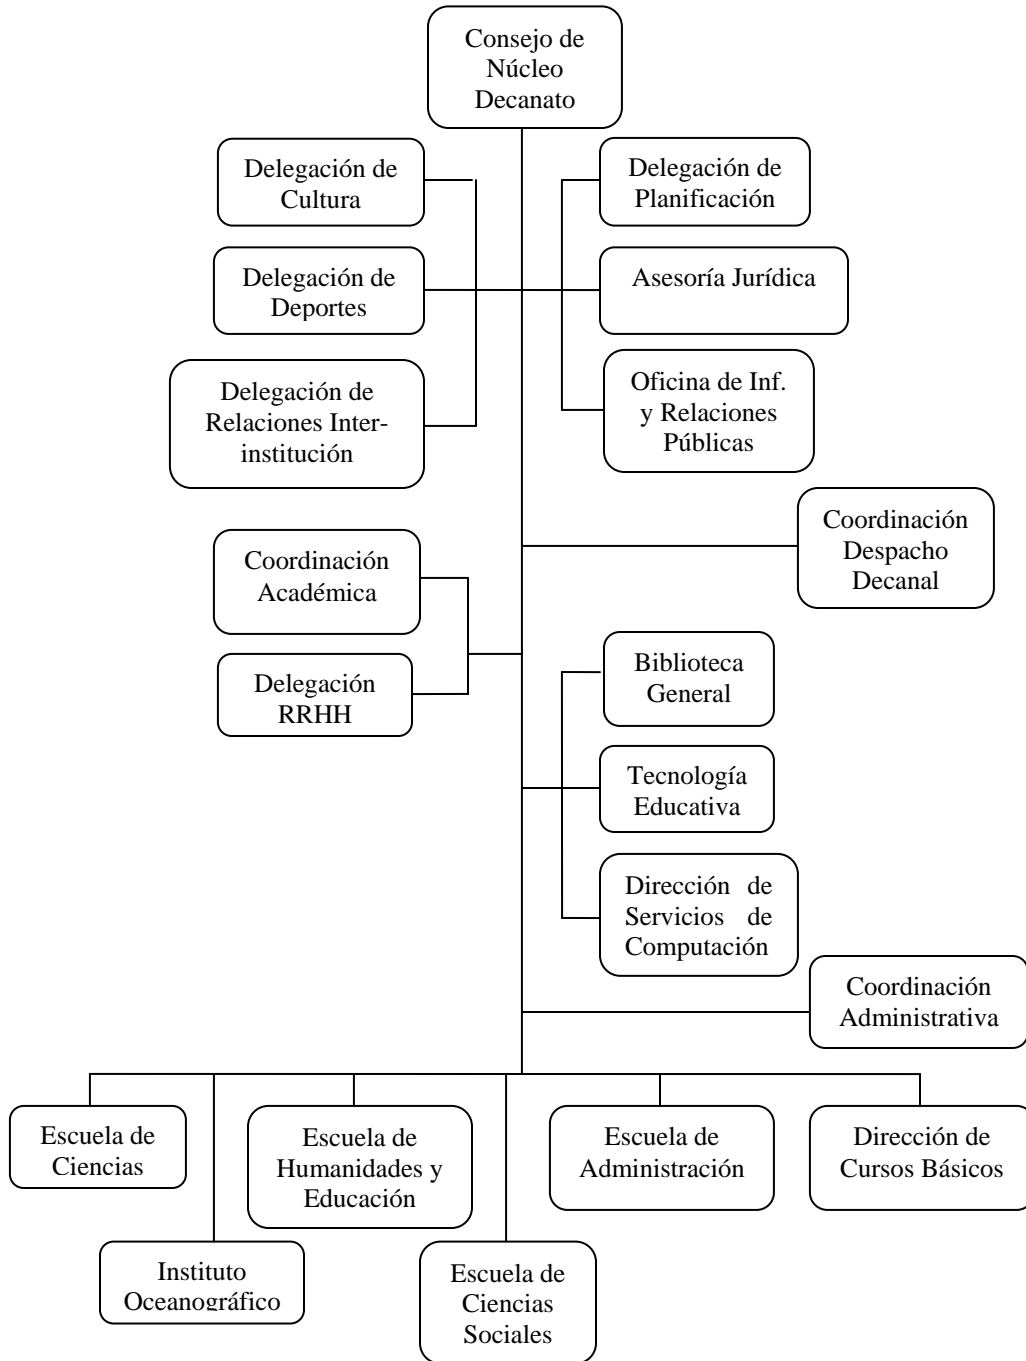 Consejo de
Núcleo
Decanato
Delegación de
Cultura
Delegación de
Planificación
Delegación de
Deportes
Asesoría Jurídica
Delegación de
Relaciones Inter-
institución
Oficina de Inf.
y Relaciones
Públicas
Coordinación
Despacho
Decanal
Coordinación
Académica
Delegación
RRHH
Biblioteca
General
Tecnología
Educativa
Dirección de
Servicios de
Computación
Coordinación
Administrativa
Escuela de
Ciencias
Escuela de
Humanidades y
Educación
Escuela de
Administración
Dirección de
Cursos Básicos
Instituto
Oceanográfico
Escuela de
Ciencias
Sociales